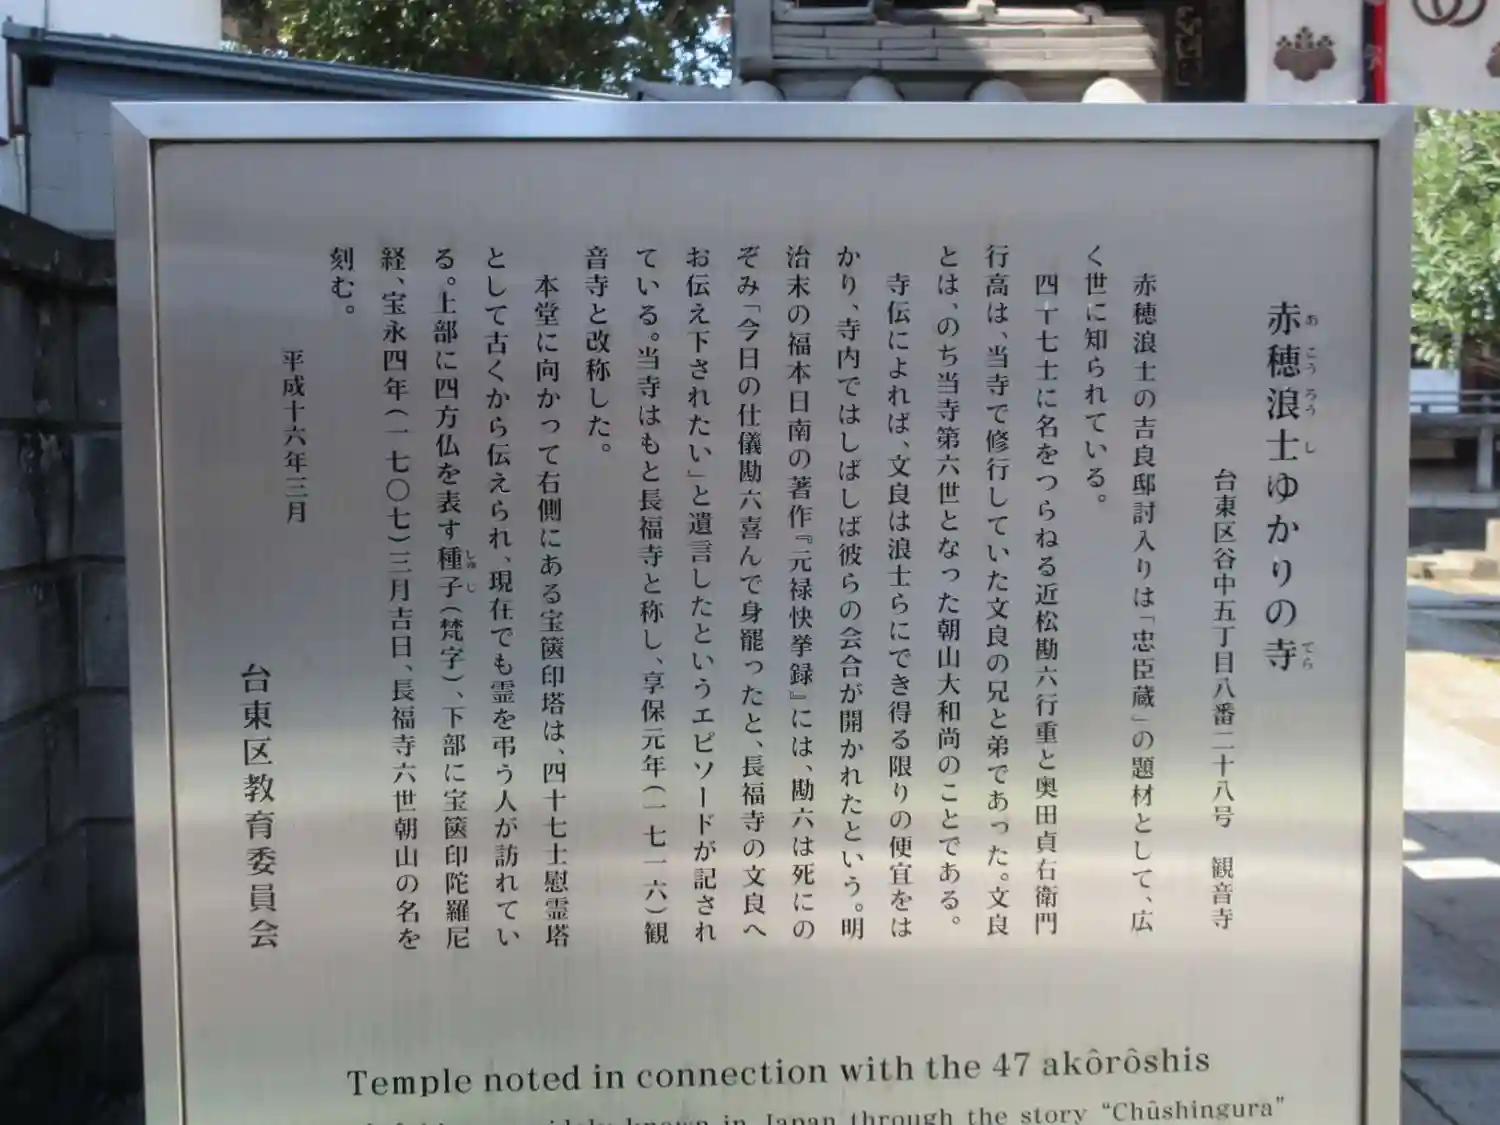 赤穂浪士ゆかりの寺
あこうろうし
てら
台東区谷中五丁目八番二十八号 観音寺
赤穂浪士の吉良邸討入りは「忠臣蔵」の題材として、広
く世に知られている。
四十七士に名をつらねる近松勘六行重と奥田貞右衛門
行高は、当寺で修行していた文良の兄と弟であった。文良
とは、のち当寺第六世となった朝山大和尚のことである。
寺伝によれば、文良は浪士らにでき得る限りの便宜をは
かり、寺内ではしばしば彼らの会合が開かれたという。明
治末の福本日南の著作『元禄快挙録』には、勘六は死にの
ぞみ「今日の仕儀勘六喜んで身罷ったと、長福寺の文良へ
お伝え下されたい」と遺言したというエピソードが記され
ている。当寺はもと長福寺と称し、享保元年(一七一六)観
音寺と改称した。
本堂に向かって右側にある宝篋印塔は、四十七士慰霊塔
として古くから伝えられ、現在でも霊を弔う人が訪れてい
る。上部に四方仏を表す種子(梵字)、下部に宝篋印陀羅尼
しゅじ
経、宝永四年(一七〇七)三月吉日、長福寺六世朝山の名を
刻む。
平成十六年三月
台東区教育委員会
Temple noted in connection with the 47 akôrôshis
known in Japan through the story “Chûshingura”